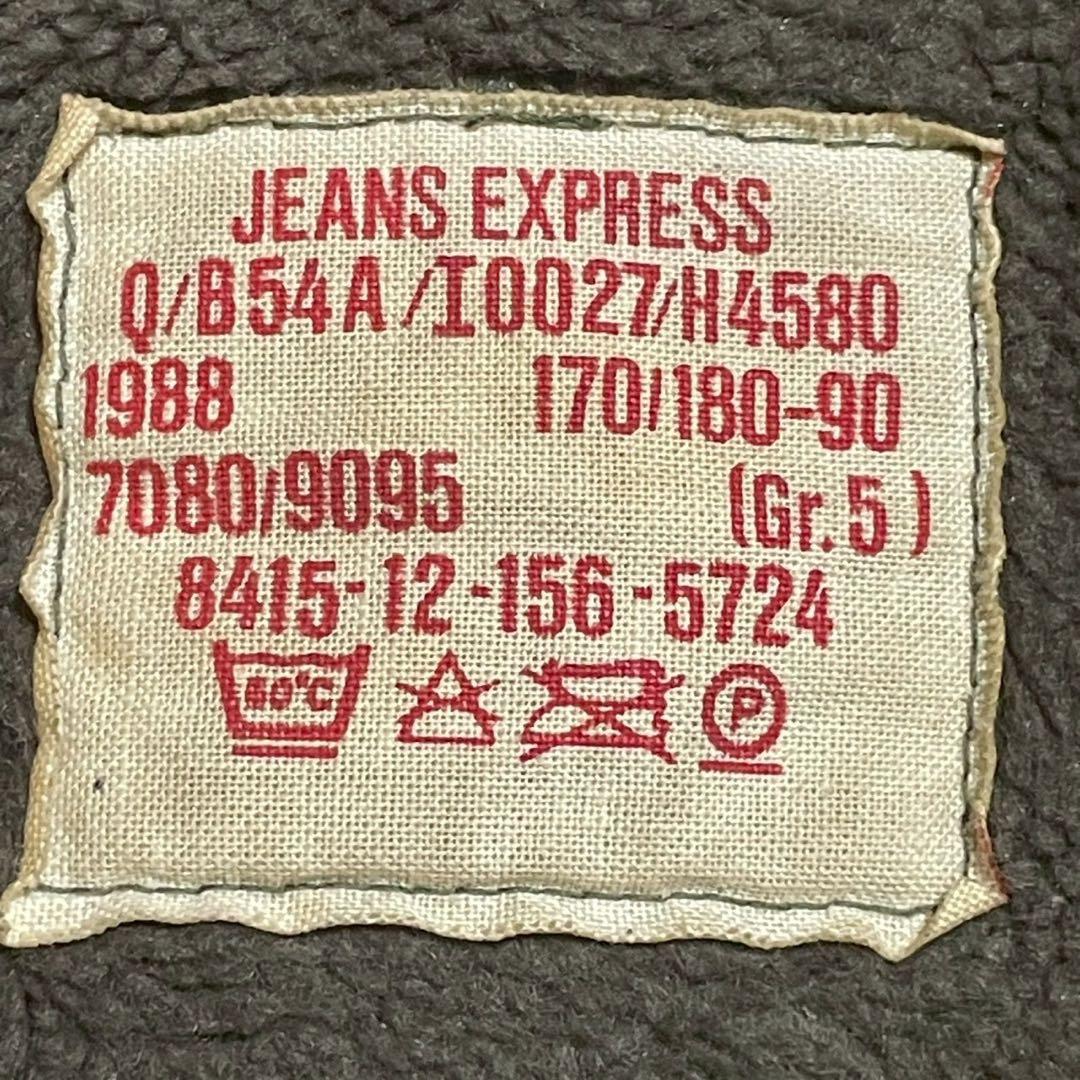 JEANS EXPRESS
Q/B54A/I0027/H4580
1988 170/180-90
7080/9095 (Gr.5)
8415-12-156-5724
60°C P